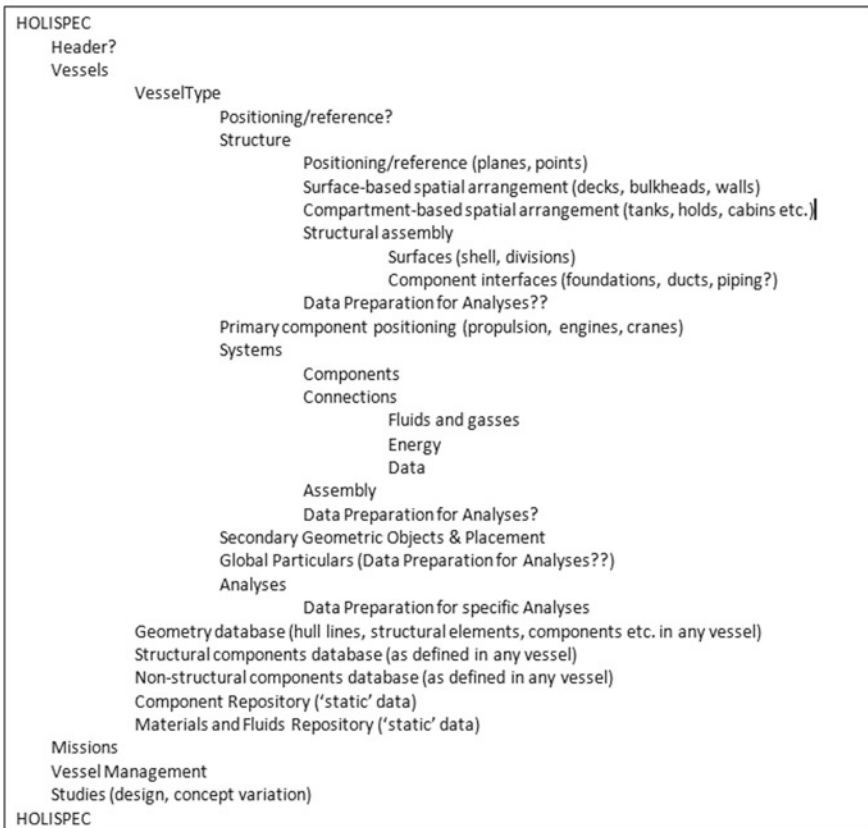 HOLISPEC
Header?
Vessels
VesselType
Positioning/reference?
Structure
Positioning/reference (planes, points)
Surface-based spatial arrangement (decks, bulkheads, walls)
Compartment-based spatial arrangement (tanks, holds, cabins etc.)
Structural assembly
Surfaces (shell, divisions)
Component interfaces (foundations, ducts, piping?)
Data Preparation for Analyses??
Primary component positioning (propulsion, engines, cranes)
Systems
Components
Connections
Fluids and gasses
Energy
Data
Assembly
Data Preparation for Analyses?
Secondary Geometric Objects & Placement
Global Particulars (Data Preparation for Analyses??)
Analyses
Data Preparation for specific Analyses
Geometry database (hull lines, structural elements, components etc. in any vessel)
Structural components database (as defined in any vessel)
Non-structural components database (as defined in any vessel)
Component Repository (‘static’ data)
Materials and Fluids Repository (‘static’ data)
Missions
Vessel Management
Studies (design, concept variation)
HOLISPEC